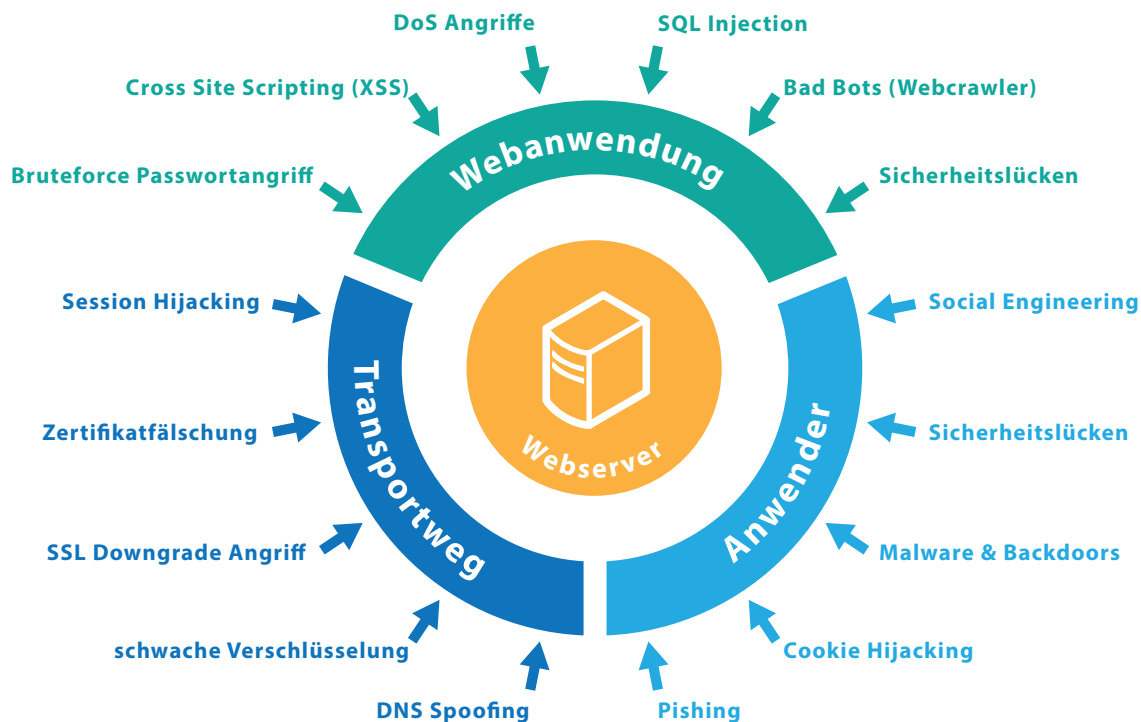 DoS Angriffe
SQL Injection
Cross Site Scripting (XSS)
Bad Bots (Webcrawler)
Bruteforce Passwortangriff
Sicherheitslücken
Webanwendung
Session Hijacking
Social Engineering
Zertifikatfälschung
Sicherheitslücken
Transportweg
Webserver
Anwender
SSL Downgrade Angriff
Malware & Backdoors
schwache Verschlüsselung
Cookie Hijacking
DNS Spoofing
Pishing